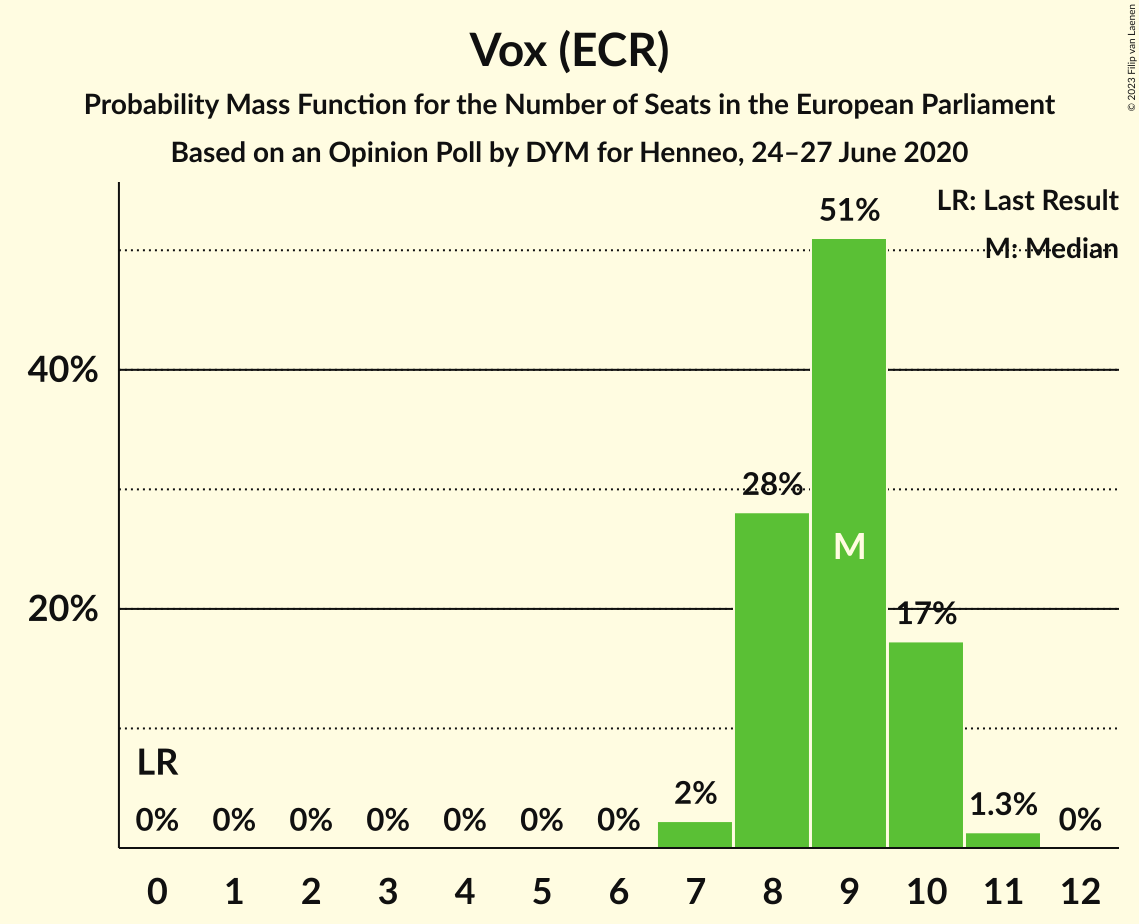 © 2023 Filip van Laenen
Vox (ECR)
Probability Mass Function for the Number of Seats in the European Parliament
Based on an Opinion Poll by DYM for Henneo, 24–27 June 2020
LR: Last Result
M: Median
51%
40%
28%
M
20%
17%
LR
0% 0% 0% 0% 0% 0% 0% 2% 1.3% 0%
0 1 2 3 4 5 6 7 8 9 10 11 12